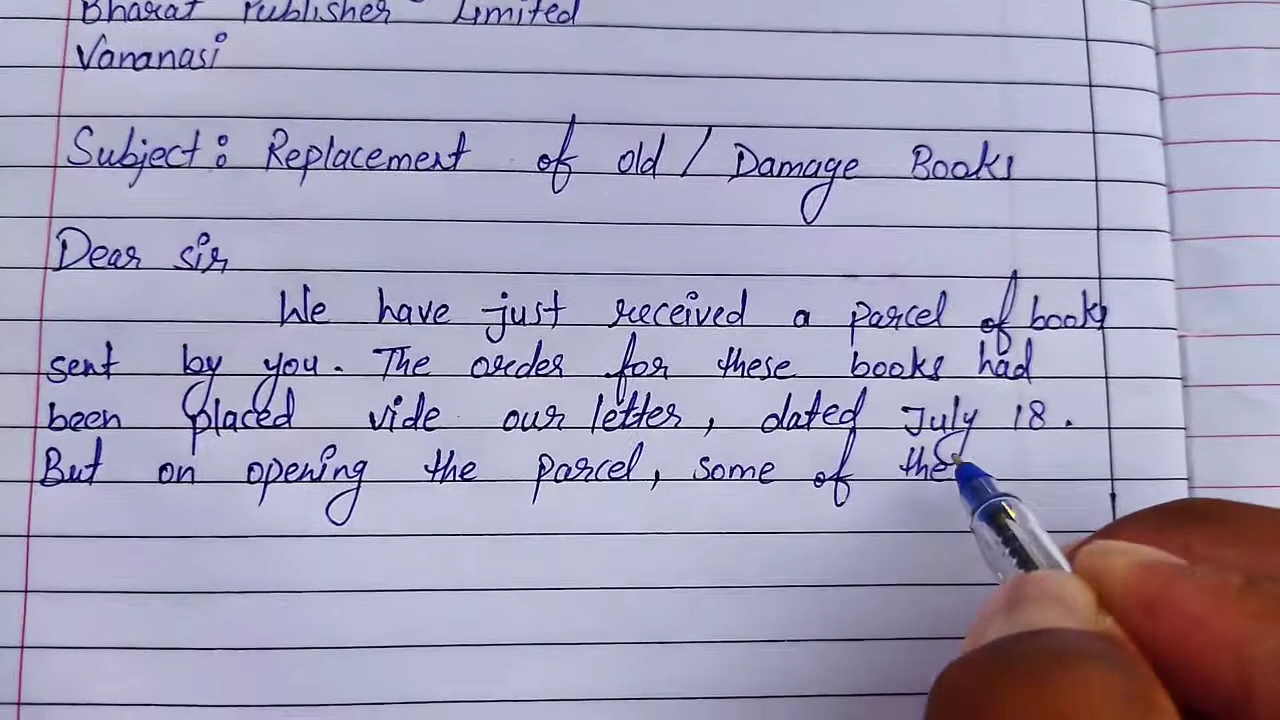 Bharat Publisher Limited
Varanasi
Subject: Replacement of old / Damage Books
Dear sir
We have just received a parcel of books
sent by you. The order for these books had
been placed vide our letter, dated July 18.
But on opening the parcel, some of the